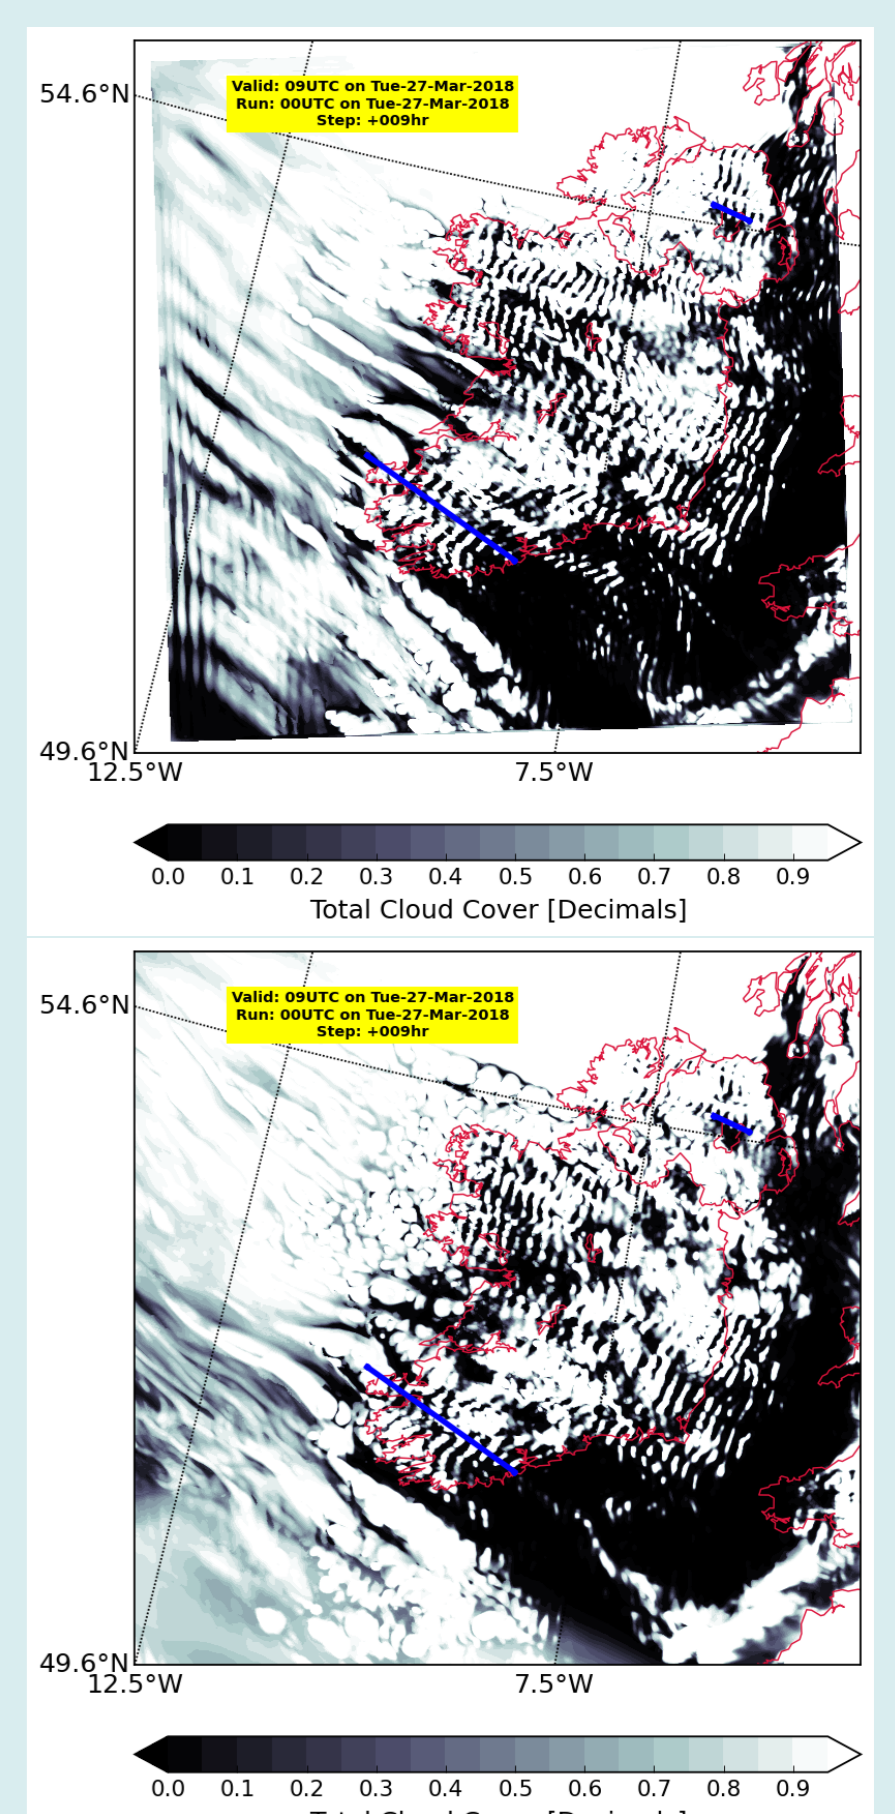 54.6°N
Valid: 09UTC on Tue-27-Mar-2018
Run: 00UTC on Tue-27-Mar-2018
Step: +009hr
49.6°N
12.5°W 7.5°W
0.0 0.1 0.2 0.3 0.4 0.5 0.6 0.7 0.8 0.9
Total Cloud Cover [Decimals]
54.6°N
Valid: 09UTC on Tue-27-Mar-2018
Run: 00UTC on Tue-27-Mar-2018
Step: +009hr
49.6°N
12.5°W 7.5°W
0.0 0.1 0.2 0.3 0.4 0.5 0.6 0.7 0.8 0.9